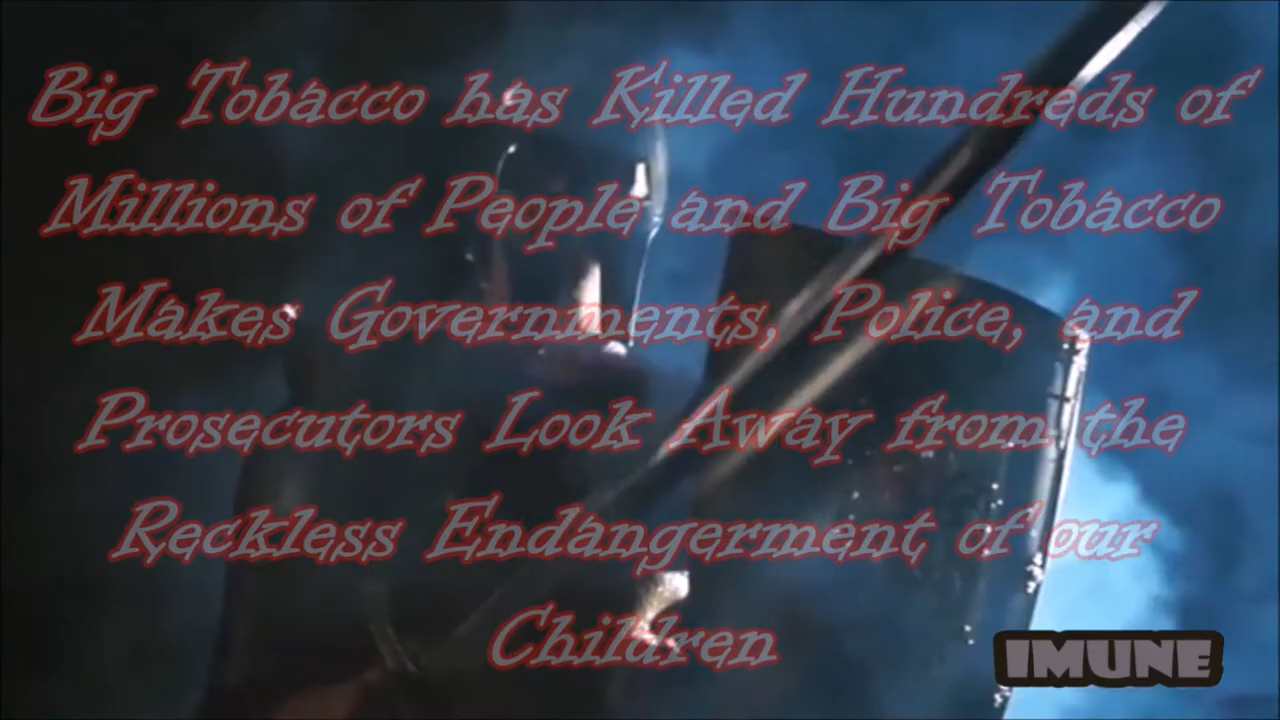 Big Tobacco has Killed Hundreds of
Millions of People and Big Tobacco
Makes Governments, Police, and
Prosecutors Look Away from the
Reckless Endangerment of our
Children
IMUNE